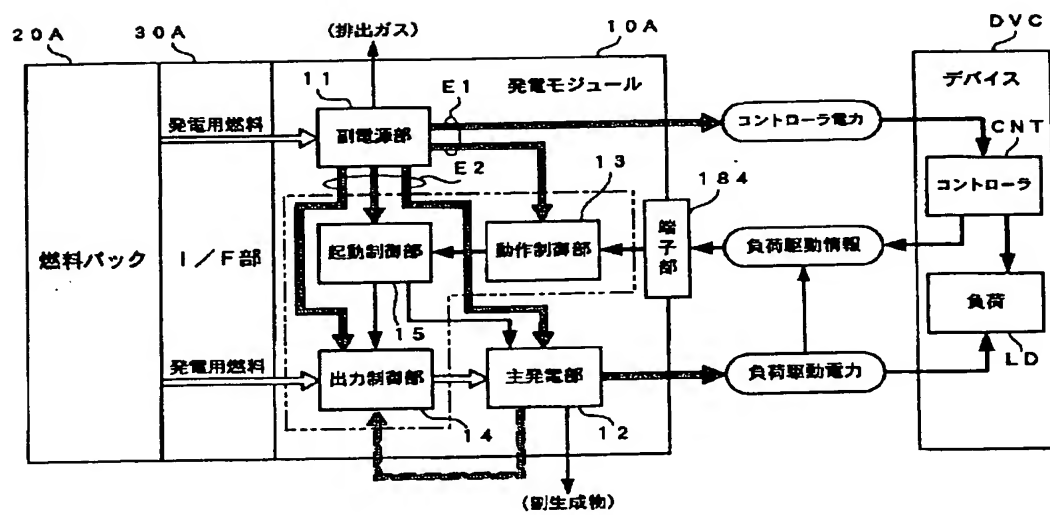 20A
30A
(排出ガス)
10A
DVC
11
E1
発電モジュール
デバイス
発電用燃料
副電源部
コントローラ電力
CNT
E2
13
184
コントローラ
燃料パック
I/F部
起動制御部
動作制御部
端子部
負荷駆動情報
負荷
15
LD
発電用燃料
出力制御部
主発電部
負荷駆動電力
14
12
(副生成物)